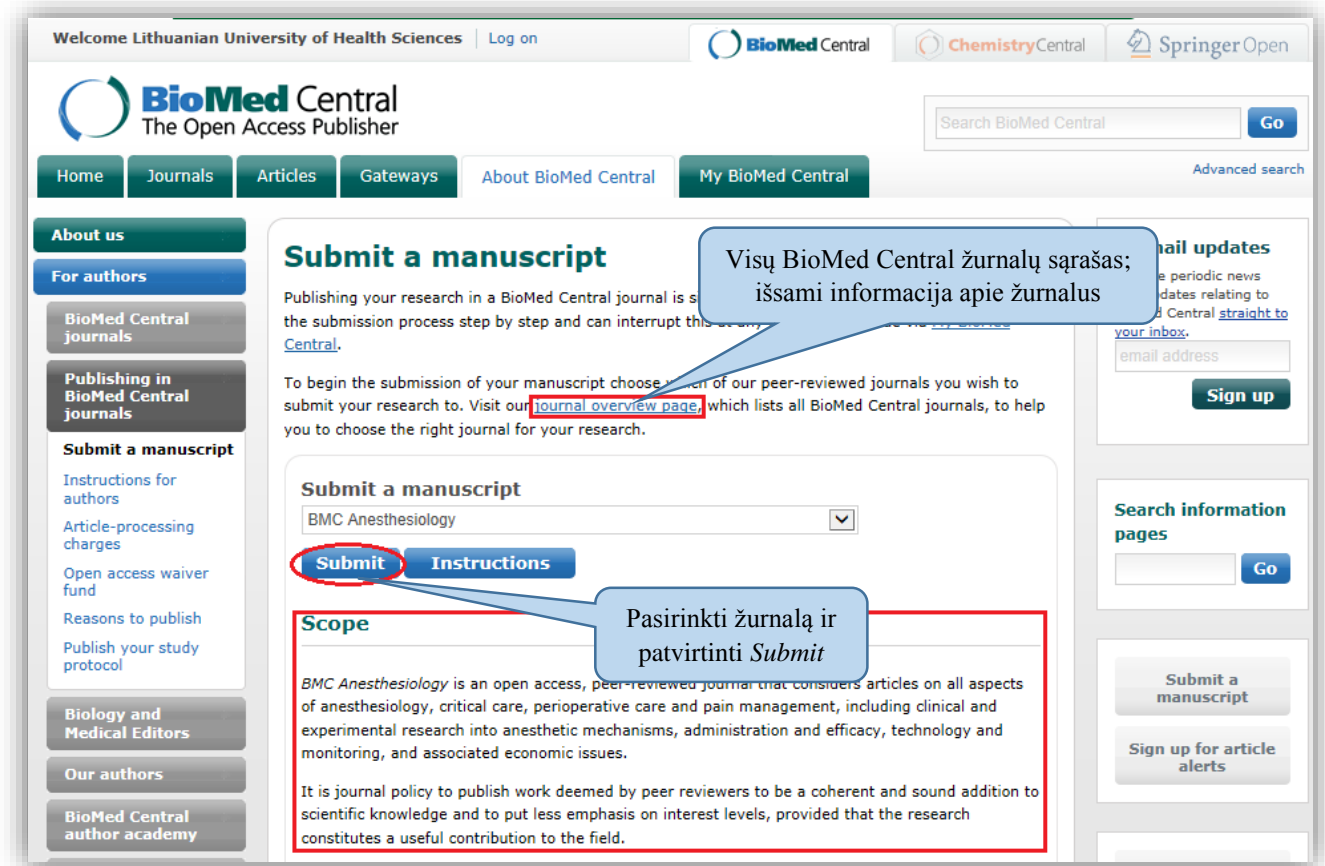 Welcome Lithuanian University of Health Sciences | Log on
BioMed Central
ChemistryCentral
SpringerOpen
BioMed Central
The Open Access Publisher
Search BioMed Central
Go
Home
Journals
Articles
Gateways
About BioMed Central
My BioMed Central
Advanced search
About us
For authors
BioMed Central
journals
Publishing in
BioMed Central
journals
Submit a manuscript
Instructions for
authors
Article-processing
charges
Open access waiver
fund
Reasons to publish
Publish your study
protocol
Biology and
Medical Editors
Our authors
BioMed Central
author academy
Submit a manuscript
Visų BioMed Central žurnalų sąrašas;
išsami informacija apie žurnalus
Publishing your research in a BioMed Central journal is
the submission process step by step and can interrupt
Central.
To begin the submission of your manuscript choose which of our peer-reviewed journals you wish to
submit your research to. Visit our journal overview page, which lists all BioMed Central journals, to help
you to choose the right journal for your research.
Submit a manuscript
BMC Anesthesiology
Submit
Instructions
Pasirinkti žurnalą ir
patvirtinti Submit
Scope
BMC Anesthesiology is an open access, peer-reviewed journal that considers articles on all aspects
of anesthesiology, critical care, perioperative care and pain management, including clinical and
experimental research into anesthetic mechanisms, administration and efficacy, technology and
monitoring, and associated economic issues.
It is journal policy to publish work deemed by peer reviewers to be a coherent and sound addition to
scientific knowledge and to put less emphasis on interest levels, provided that the research
constitutes a useful contribution to the field.
updates
periodic news
relating to
Central straight to
your inbox.
email address
Sign up
Search information
pages
Go
Submit a
manuscript
Sign up for article
alerts